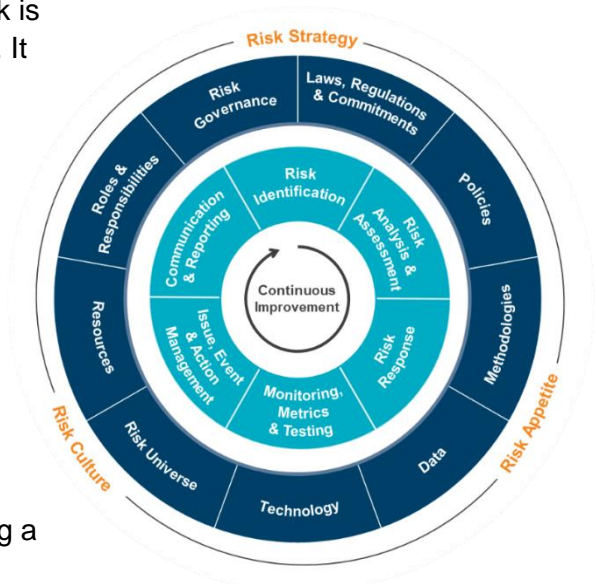 k is
. It
Risk Strategy
Risk
Governance
Laws, Regulations
& Commitments
Roles &
Responsibilities
Policies
Risk
Identification
Communication
& Reporting
Risk
Analysis &
Assessment
Resources
Continuous
Improvement
Methodologies
Issue, Event
& Action
Management
Risk
Response
Monitoring,
Metrics
& Testing
Risk Culture
Risk Universe
Data
Risk Appetite
Technology
g a